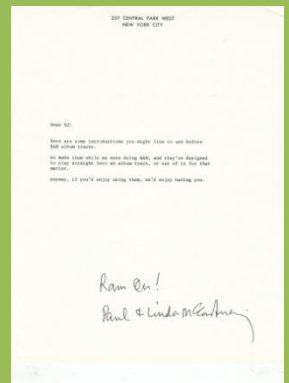 257 CENTRAL PARK WEST
NEW YORK CITY
Dear DJ:
Here are some introductions you might like to use before
RAM album tracks.
We made them while we were doing RAM, and they're designed
to play straight into an album track, or out of it for that
matter.
Anyway, if you'd enjoy using them, we'd enjoy having you.
Ram On!
Paul & Linda McCartney